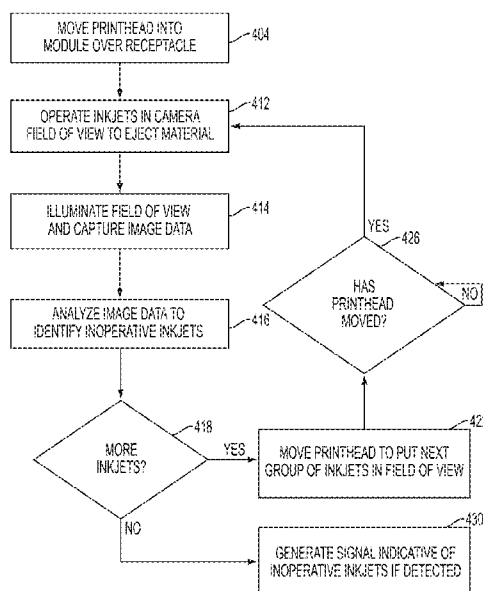 MOVE PRINTHEAD INTO
MODULE OVER RECEPTACLE
404
OPERATE INKJETS IN CAMERA
FIELD OF VIEW TO EJECT MATERIAL
412
ILLUMINATE FIELD OF VIEW
AND CAPTURE IMAGE DATA
414
ANALYZE IMAGE DATA TO
IDENTIFY INOPERATIVE INKJETS
416
MORE
INKJETS?
418
YES
NO
MOVE PRINTHEAD TO PUT NEXT
GROUP OF INKJETS IN FIELD OF VIEW
HAS
PRINTHEAD
MOVED?
426
YES
NO
GENERATE SIGNAL INDICATIVE OF
INOPERATIVE INKJETS IF DETECTED
430